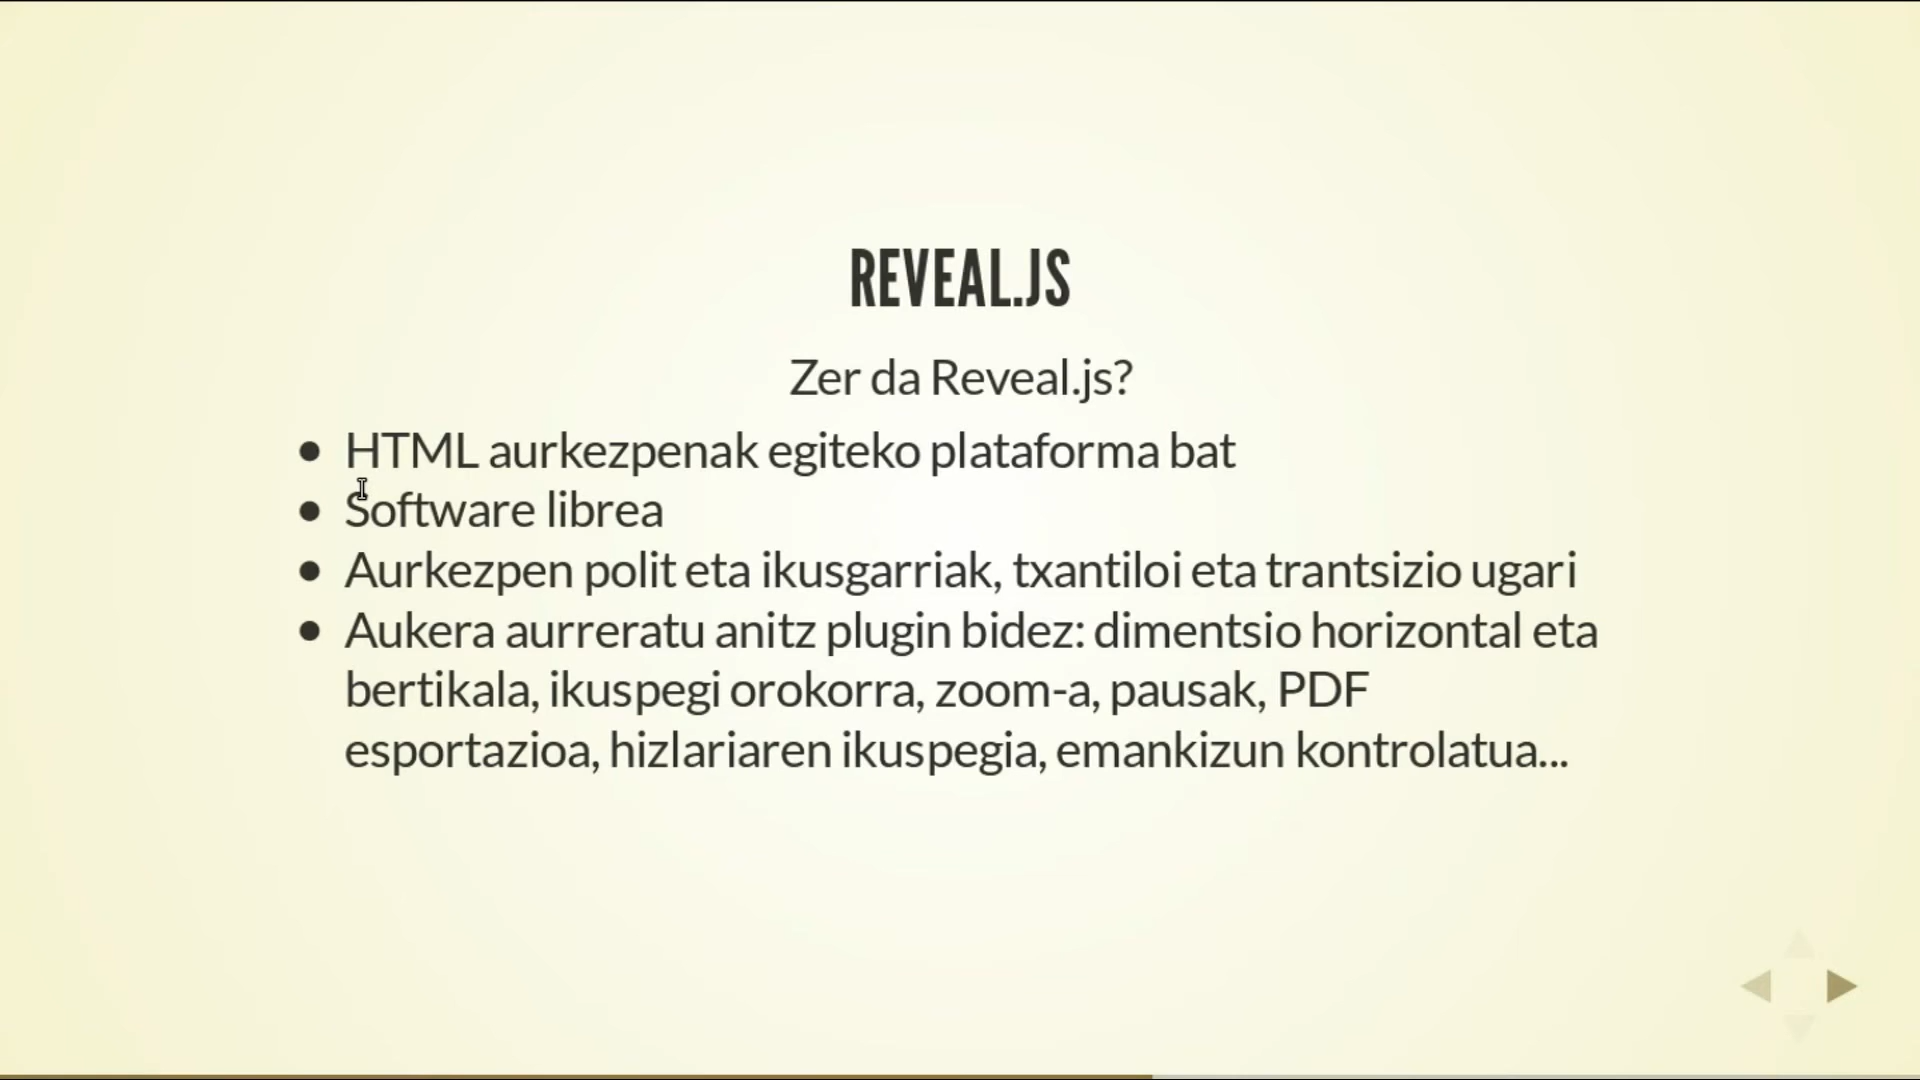 REVEAL.JS
Zer da Reveal.js?
• HTML aurkezpenak egiteko plataforma bat
• Software librea
• Aurkezpen polit eta ikusgarriak, txantiloi eta trantsizio ugari
• Aukera aurreratu anitz plugin bidez: dimentsio horizontal eta
bertikala, ikuspegi orokorra, zoom-a, pausak, PDF
esportazioa, hizlariaren ikuspegia, emankizun kontrolatua...